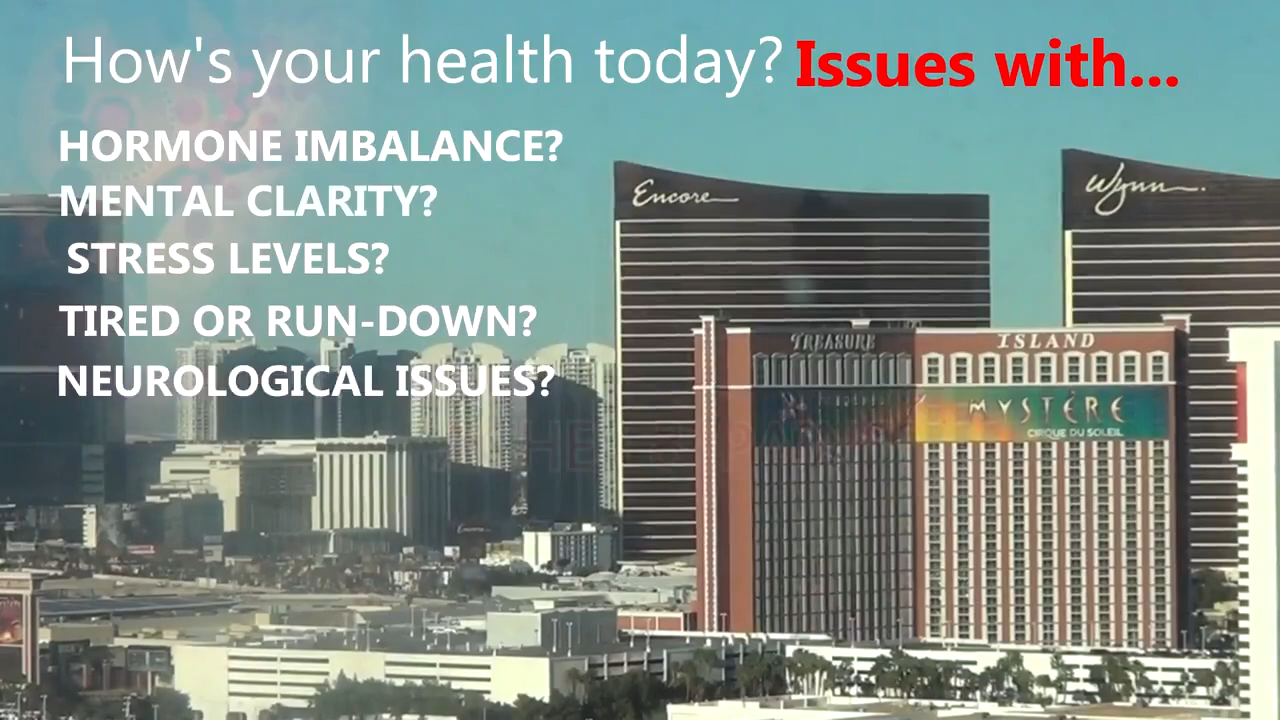 How's your health today? Issues with...
HORMONE IMBALANCE?
MENTAL CLARITY?
STRESS LEVELS?
TIRED OR RUN-DOWN?
NEUROLOGICAL ISSUES?
Encore
Wynn
TREASURE ISLAND
MYSTÈRE
CIRQUE DU SOLEIL